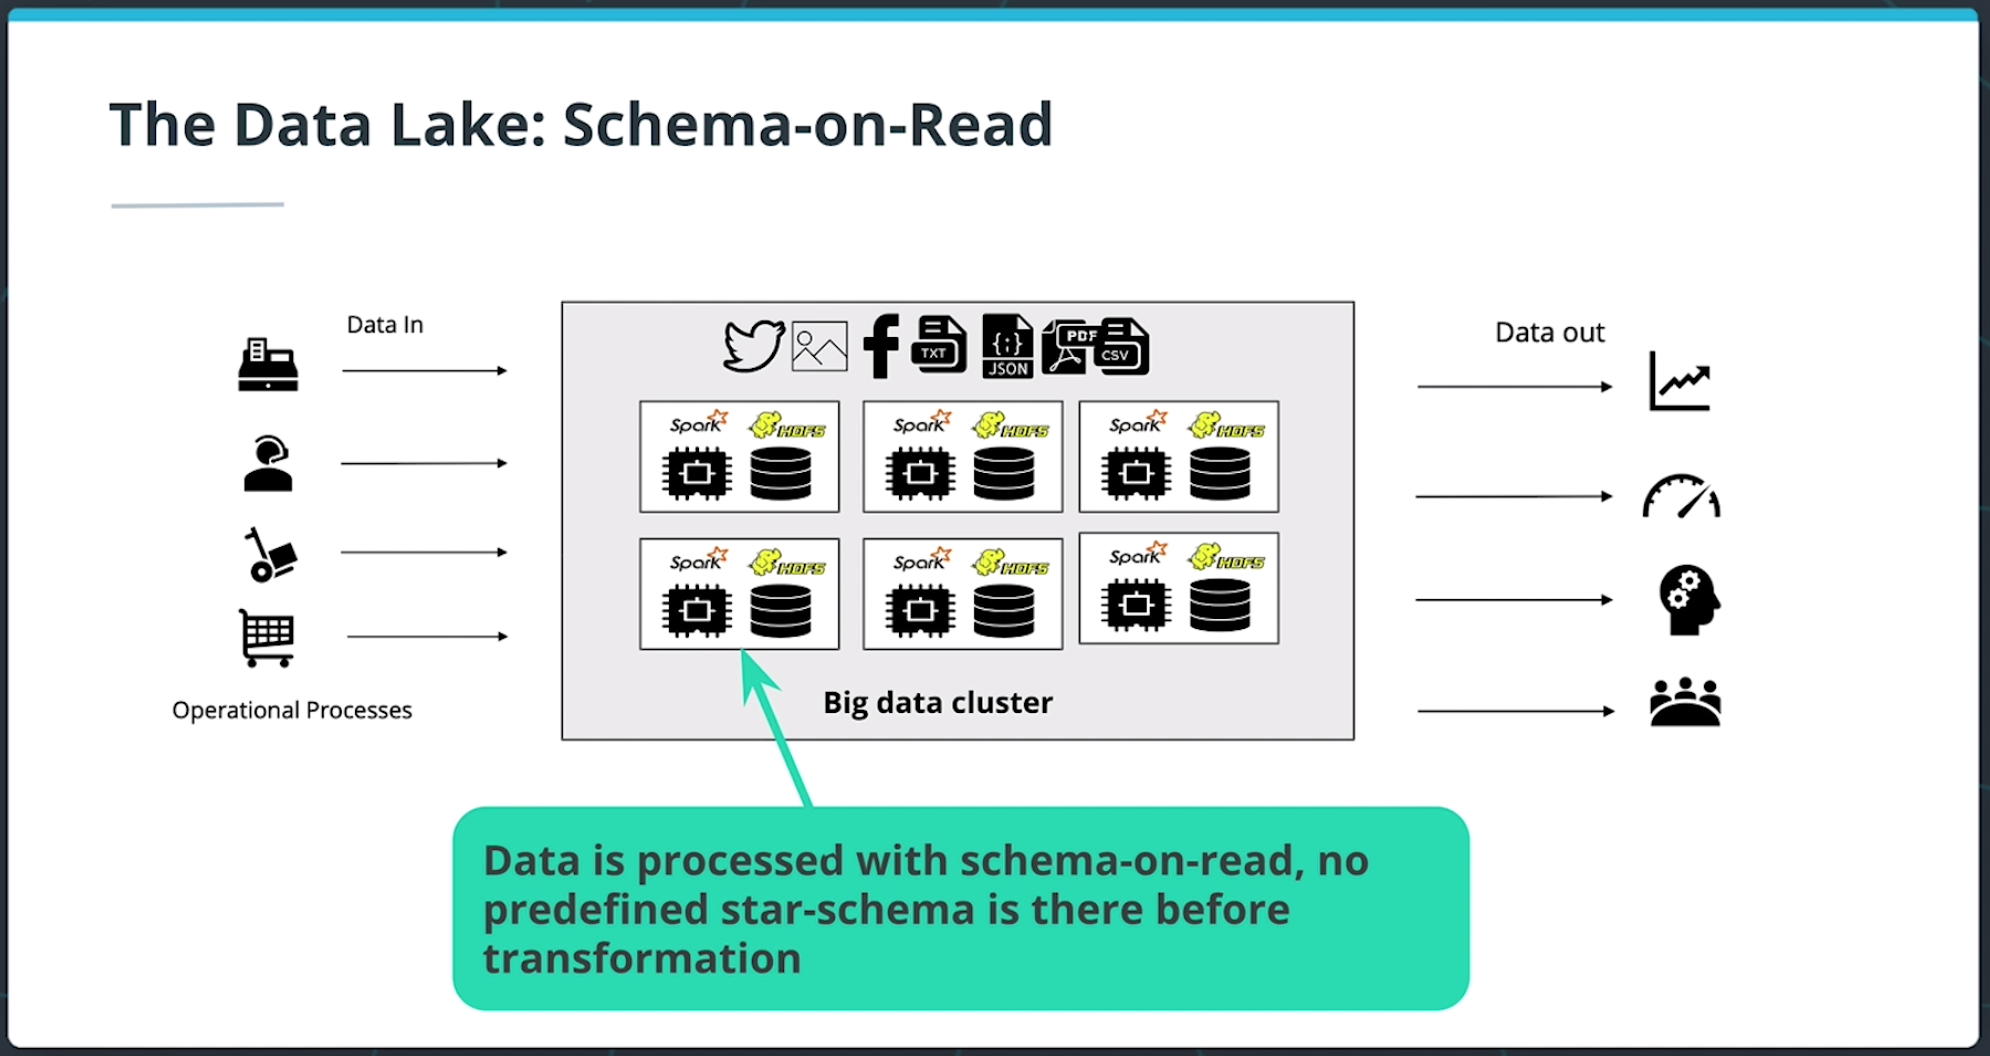 The Data Lake: Schema-on-Read
Data In
Data out
TXT
JSON
PDF
CSV
Spark HDFS Spark HDFS Spark HDFS
Spark HDFS Spark HDFS Spark HDFS
Big data cluster
Operational Processes
Data is processed with schema-on-read, no
predefined star-schema is there before
transformation